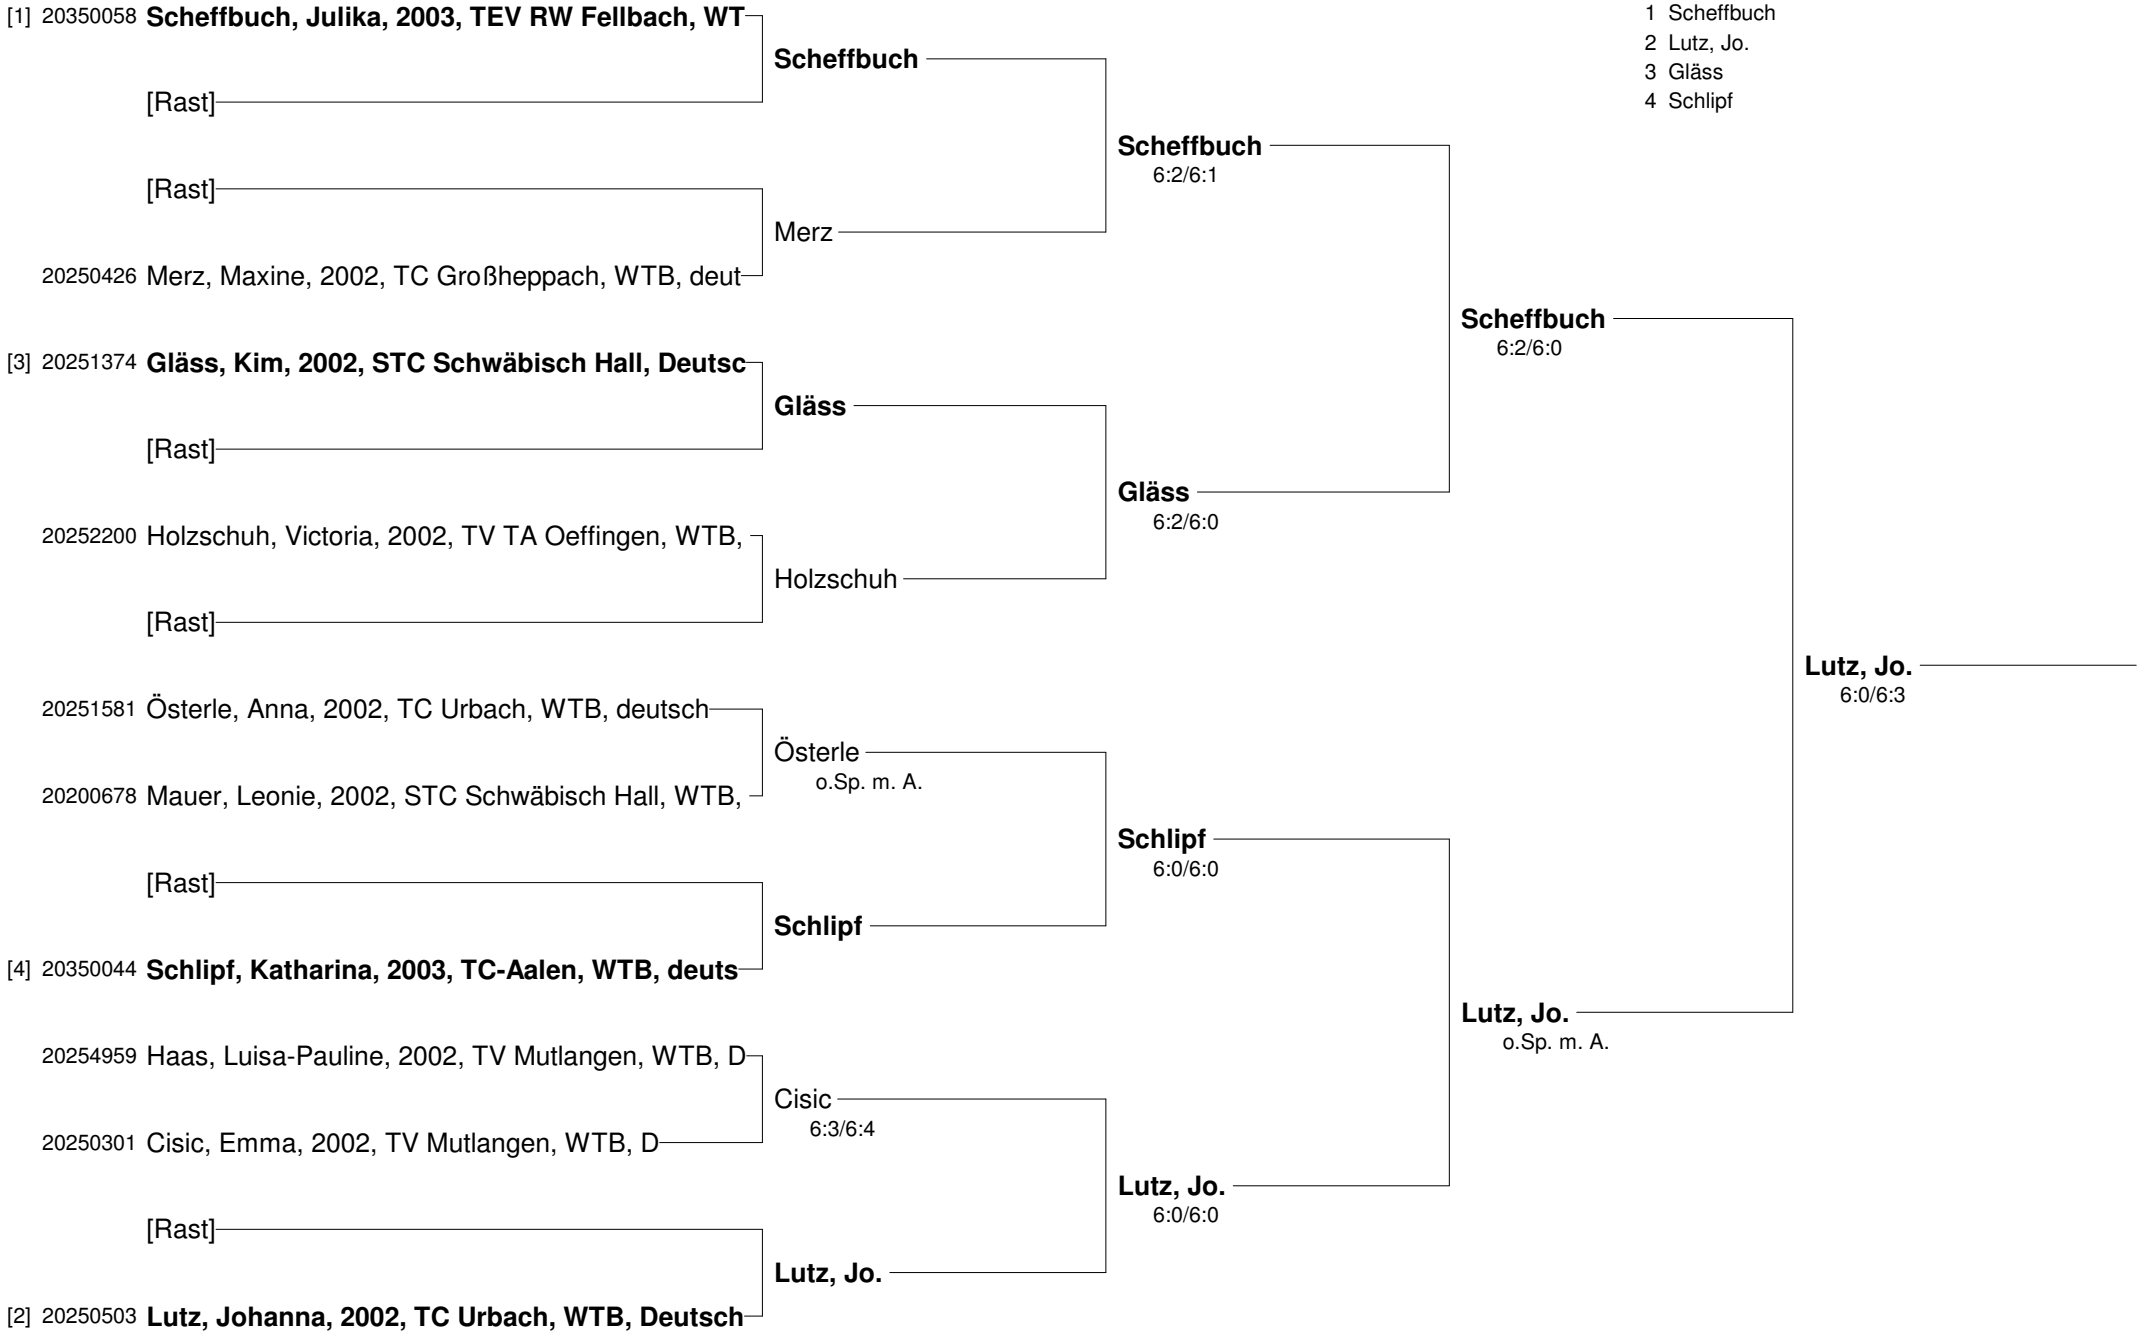 [1] 20350058 Scheffbuch, Julika, 2003, TEV RW Fellbach, WT
[Rast]
[Rast]
20250426 Merz, Maxine, 2002, TC Großheppach, WTB, deut
[3] 20251374 Gläss, Kim, 2002, STC Schwäbisch Hall, Deutsc
[Rast]
20252200 Holzschuh, Victoria, 2002, TV TA Oeffingen, WTB,
[Rast]
20251581 Österle, Anna, 2002, TC Urbach, WTB, deutsch
20200678 Mauer, Leonie, 2002, STC Schwäbisch Hall, WTB,
[Rast]
[4] 20350044 Schlipf, Katharina, 2003, TC-Aalen, WTB, deuts
20254959 Haas, Luisa-Pauline, 2002, TV Mutlangen, WTB, D
20250301 Cisic, Emma, 2002, TV Mutlangen, WTB, D
[Rast]
[2] 20250503 Lutz, Johanna, 2002, TC Urbach, WTB, Deutsch
Scheffbuch
Merz
Gläss
Holzschuh
Österle
o.Sp. m. A.
Schlipf
Cisic
6:3/6:4
Lutz, Jo.
Scheffbuch
6:2/6:1
Gläss
6:2/6:0
Schlipf
6:0/6:0
Lutz, Jo.
6:0/6:0
Scheffbuch
6:2/6:0
Lutz, Jo.
o.Sp. m. A.
Lutz, Jo.
6:0/6:3
1 Scheffbuch
2 Lutz, Jo.
3 Gläss
4 Schlipf